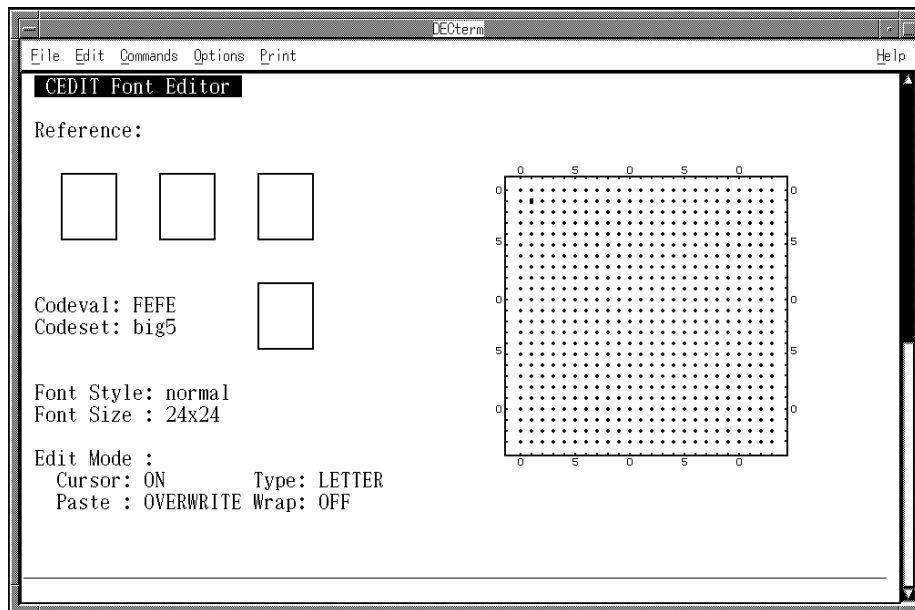 DECterm
File Edit Commands Options Print Help
CEDIT Font Editor
Reference:
0 5 0 5 0
0 0
5 5
0 0
Codeval: FEFE
Codeset: big5
5 5
Font Style: normal
Font Size : 24x24
0 0
0 5 0 5 0
Edit Mode :
Cursor: ON Type: LETTER
Paste : OVERWRITE Wrap: OFF